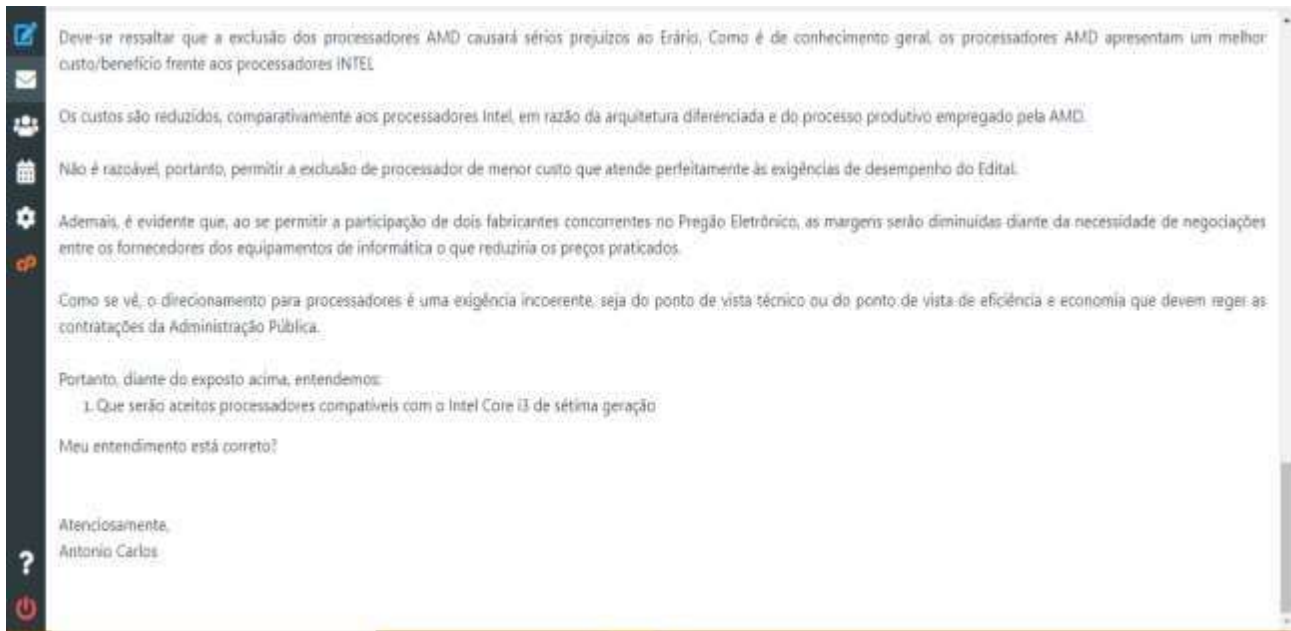 Deve-se ressaltar que a exclusão dos processadores AMD causará sérios prejuízos ao Erário. Como é de conhecimento geral, os processadores AMD apresentam um melhor
custo/benefício frente aos processadores INTEL
Os custos são reduzidos, comparativamente aos processadores Intel, em razão da arquitetura diferenciada e do processo produtivo empregado pela AMD.
Não é razoável, portanto, permitir a exclusão de processador de menor custo que atende perfeitamente às exigências de desempenho do Edital.
Ademais, é evidente que, ao se permitir a participação de dois fabricantes concorrentes no Pregão Eletrônico, as margens serão diminuídas diante da necessidade de negociações
entre os fornecedores dos equipamentos de informática o que reduziria os preços praticados.
Como se vê, o direcionamento para processadores é uma exigência incoerente, seja do ponto de vista técnico ou do ponto de vista de eficiência e economia que devem reger as
contratações da Administração Pública.
Portanto, diante do exposto acima, entendemos:
1. Que serão aceitos processadores compatíveis com o Intel Core i3 de sétima geração
Meu entendimento está correto?
Atenciosamente,
Antonio Carlos